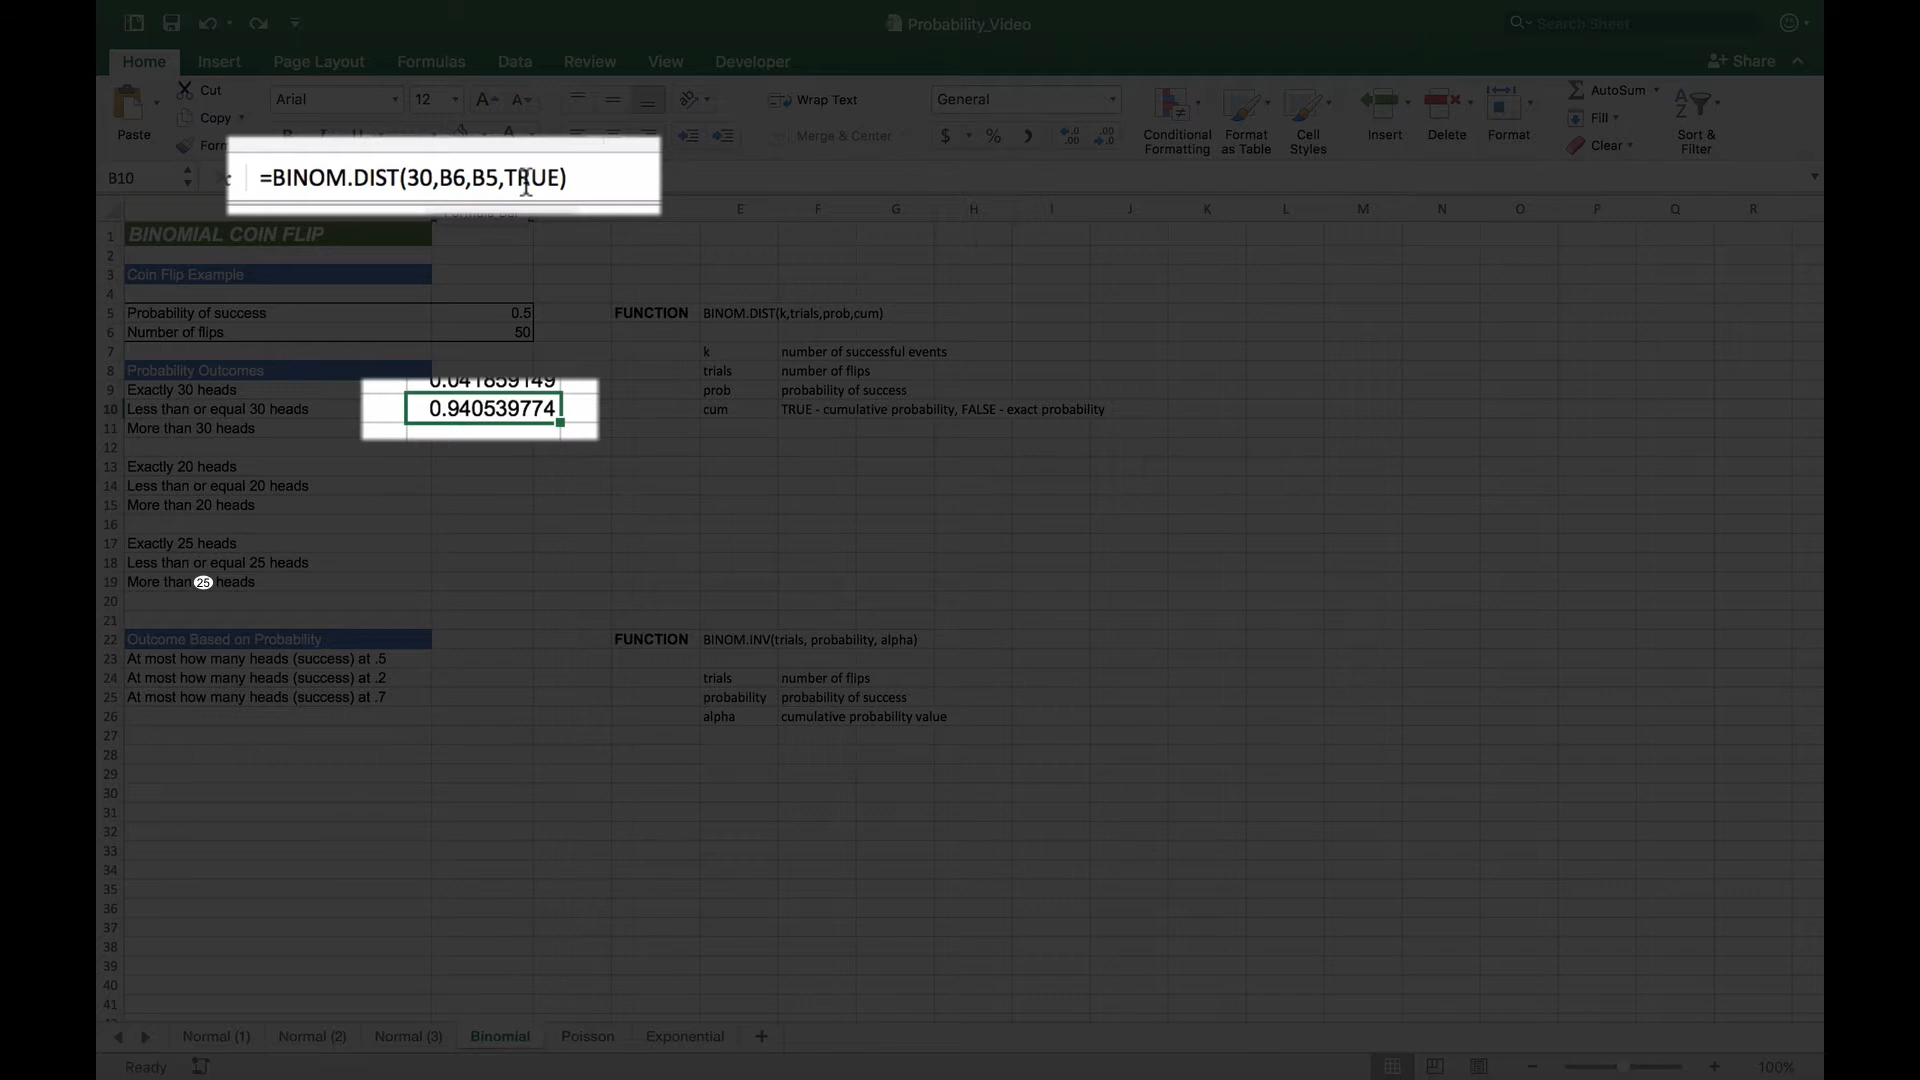 Probability_Video
Search Sheet
Home Insert Page Layout Formulas Data Review View Developer
Share
Paste
Cut
Copy
Arial 12
Wrap Text
Merge & Center
General
$ %
Conditional Formatting
Format as Table
Cell Styles
Insert
Delete
Format
AutoSum
Fill
Clear
Sort & Filter
B10
=BINOM.DIST(30,B6,B5,TRUE)
E F G H I J K L M N O P Q R
1 BINOMIAL COIN FLIP
2
3 Coin Flip Example
4
5 Probability of success 0.5 FUNCTION BINOM.DIST(k,trials,prob,cum)
6 Number of flips 50
7 k number of successful events
8 Probability Outcomes trials number of flips
9 Exactly 30 heads 0.041859149 prob probability of success
10 Less than or equal 30 heads 0.940539774 cum TRUE - cumulative probability, FALSE - exact probability
11 More than 30 heads
12
13 Exactly 20 heads
14 Less than or equal 20 heads
15 More than 20 heads
16
17 Exactly 25 heads
18 Less than or equal 25 heads
19 More than 25 heads
20
21
22 Outcome Based on Probability FUNCTION BINOM.INV(trials, probability, alpha)
23 At most how many heads (success) at .5
24 At most how many heads (success) at .2 trials number of flips
25 At most how many heads (success) at .7 probability probability of success
26 alpha cumulative probability value
27
28
29
30
31
32
33
34
35
36
37
38
39
40
41
Normal (1) Normal (2) Normal (3) Binomial Poisson Exponential +
Ready
100%